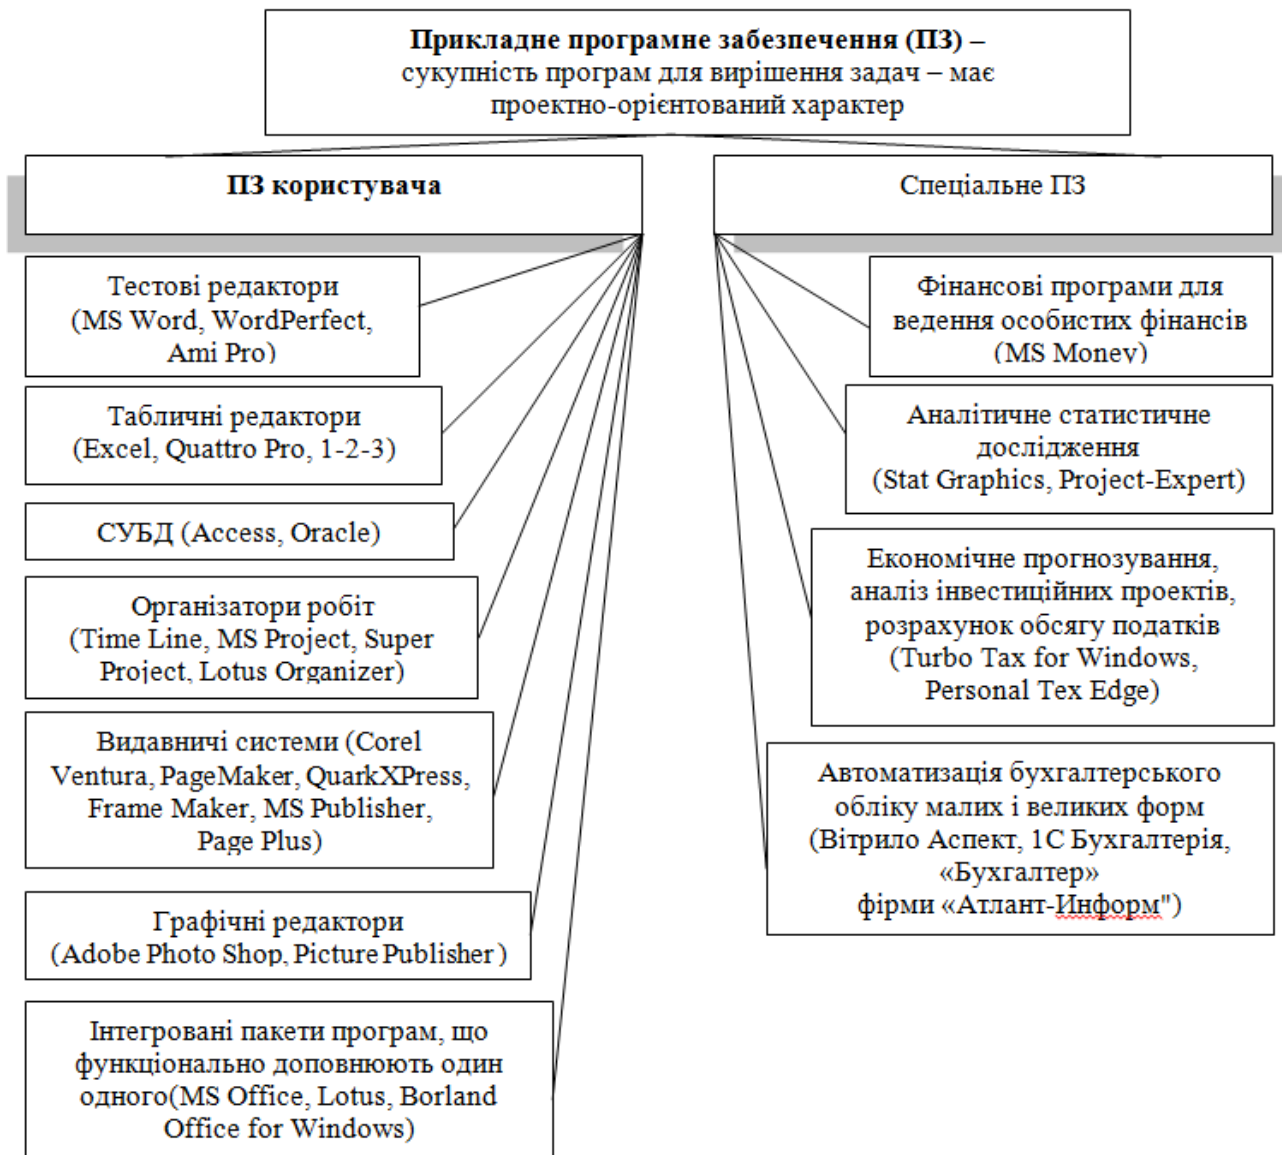 Прикладне програмне забезпечення (ПЗ) –
сукупність програм для вирішення задач – має
проектно-орієнтований характер
ПЗ користувача
Тестові редактори
(MS Word, WordPerfect,
Ami Pro)
Табличні редактори
(Excel, Quattro Pro, 1-2-3)
СУБД (Access, Oracle)
Організатори робіт
(Time Line, MS Project, Super
Project, Lotus Organizer)
Видавничі системи (Corel
Ventura, PageMaker, QuarkXPress,
Frame Maker, MS Publisher,
Page Plus)
Графічні редактори
(Adobe Photo Shop, Picture Publisher )
Інтегровані пакети програм, що
функціонально доповнюють один
одного(MS Office, Lotus, Borland
Office for Windows)
Спеціальне ПЗ
Фінансові програми для
ведення особистих фінансів
(MS Money)
Аналітичне статистичне
дослідження
(Stat Graphics, Project-Expert)
Економічне прогнозування,
аналіз інвестиційних проектів,
розрахунок обсягу податків
(Turbo Tax for Windows,
Personal Tex Edge)
Автоматизація бухгалтерського
обліку малих і великих форм
(Вітрило Аспект, 1С Бухгалтерія,
«Бухгалтер»
фірми «Атлант-Информ")